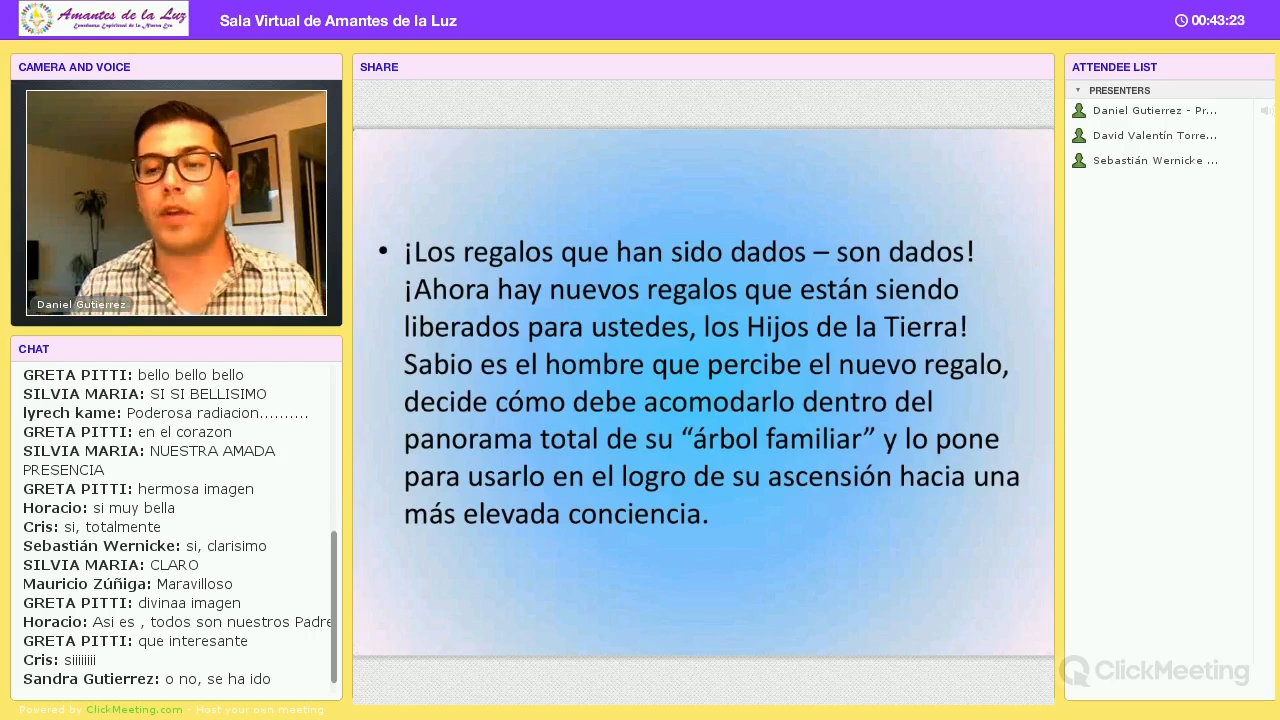 Amantes de la Luz
Enseñanza Espiritual de la Nueva Era
Sala Virtual de Amantes de la Luz
00:43:23
CAMERA AND VOICE
Daniel Gutierrez
CHAT
GRETA PITTI: bello bello bello
SILVIA MARIA: SI SI BELLISIMO
lyrech kame: Poderosa radiacion..........
GRETA PITTI: en el corazon
SILVIA MARIA: NUESTRA AMADA
PRESENCIA
GRETA PITTI: hermosa imagen
Horacio: si muy bella
Cris: si, totalmente
Sebastián Wernicke: si, clarisimo
SILVIA MARIA: CLARO
Mauricio Zúñiga: Maravilloso
GRETA PITTI: divinaa imagen
Horacio: Asi es , todos son nuestros Padre
GRETA PITTI: que interesante
Cris: siiiiiiii
Sandra Gutierrez: o no, se ha ido
Powered by ClickMeeting.com - Host your own meeting
SHARE
• ¡Los regalos que han sido dados – son dados!
¡Ahora hay nuevos regalos que están siendo
liberados para ustedes, los Hijos de la Tierra!
Sabio es el hombre que percibe el nuevo regalo,
decide cómo debe acomodarlo dentro del
panorama total de su “árbol familiar” y lo pone
para usarlo en el logro de su ascensión hacia una
más elevada conciencia.
ATTENDEE LIST
PRESENTERS
Daniel Gutierrez - Pr...
David Valentín Torre...
Sebastián Wernicke ...
ClickMeeting